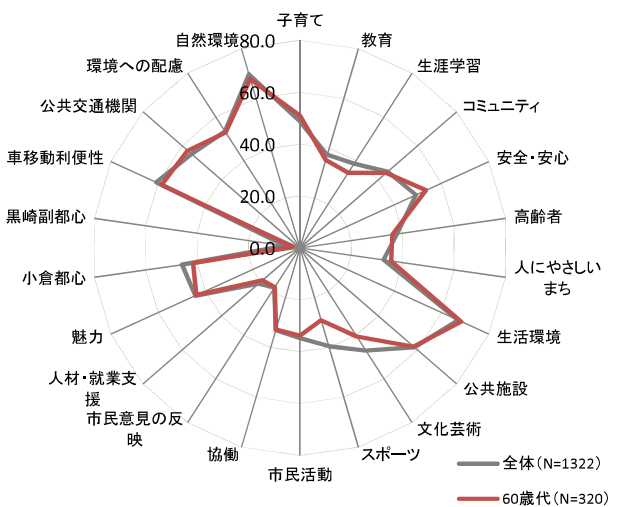 子育て
教育
生涯学習
コミュニティ
安全・安心
高齢者
人にやさしい
まち
生活環境
公共施設
文化芸術
スポーツ
市民活動
協働
市民意見の反
映
人材・就業支
援
魅力
小倉都心
黒崎副都心
車移動利便性
公共交通機関
環境への配慮
自然環境
80.0
60.0
40.0
20.0
0.0
全体（N=1322）
60歳代（N=320）